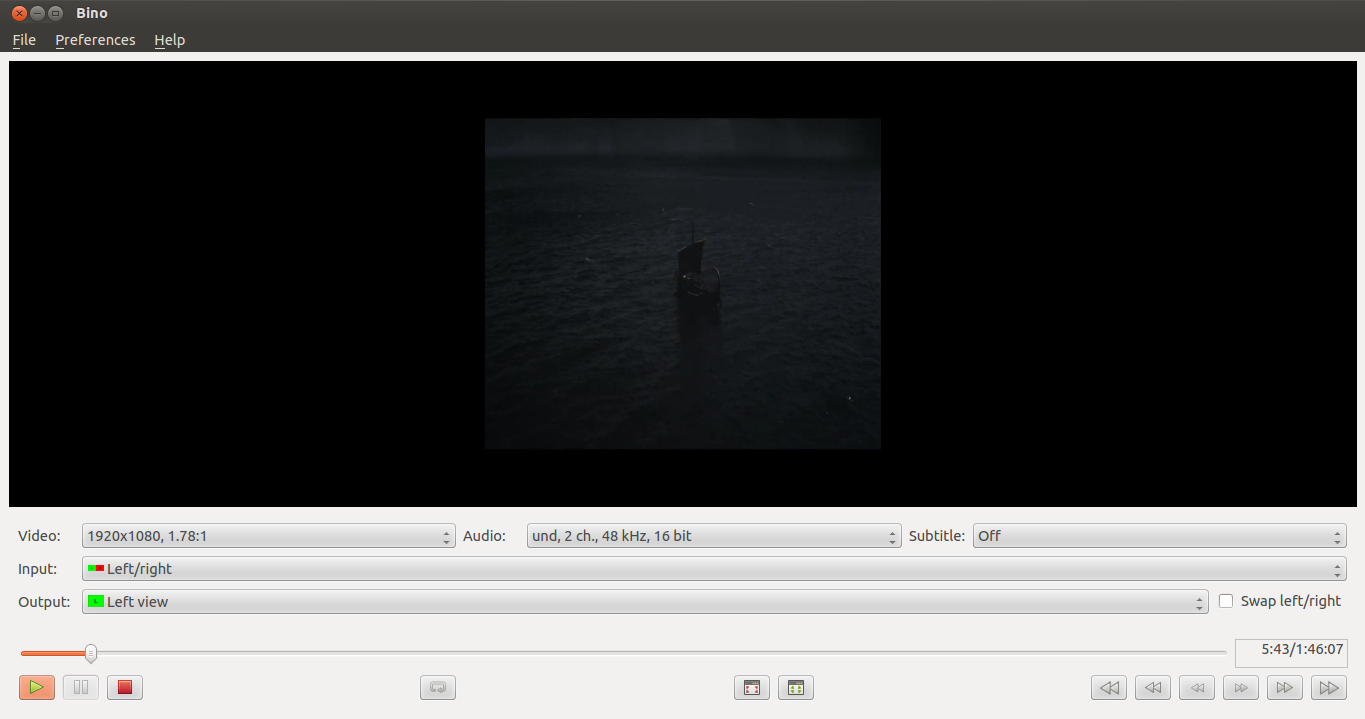 Bino
File Preferences Help
Video: 1920x1080, 1.78:1 Audio: und, 2 ch., 48 kHz, 16 bit Subtitle: Off
Input: Left/right
Output: Left view Swap left/right
5:43/1:46:07